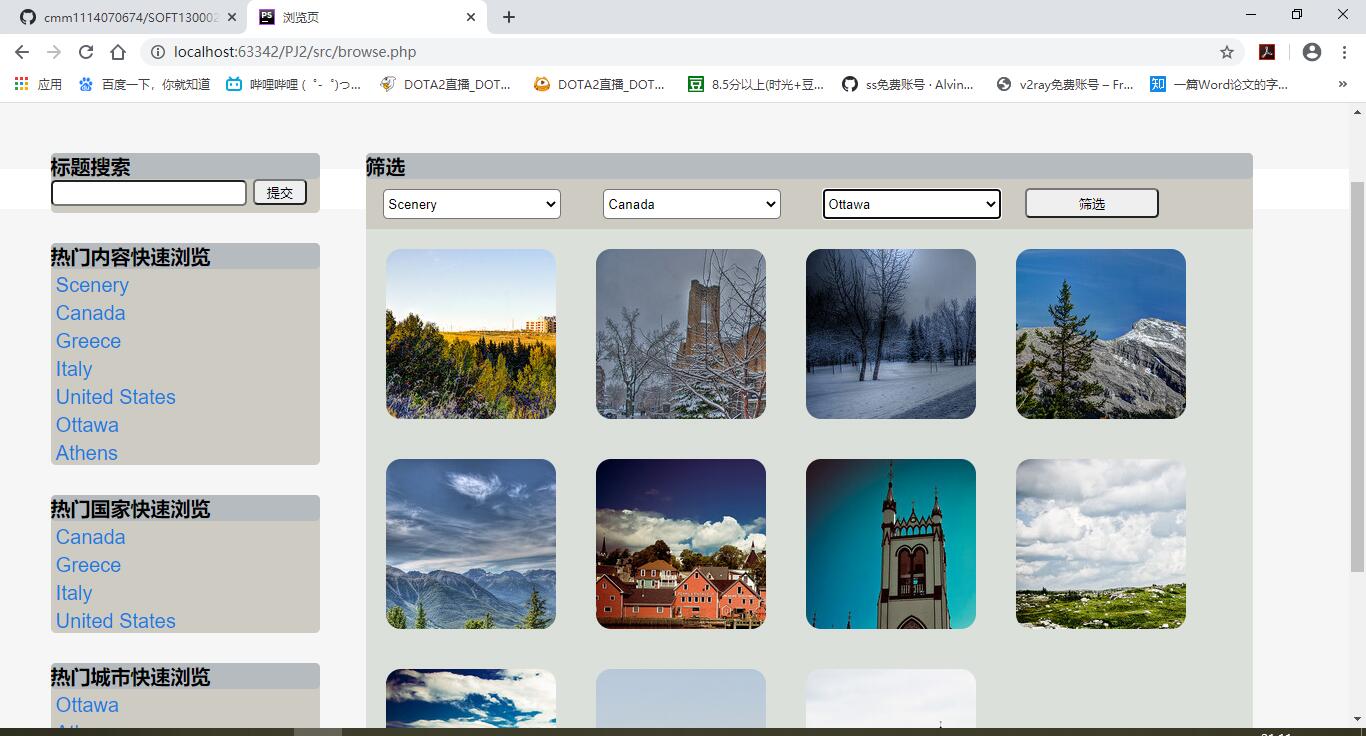 cmm1114070674/SOFT130002
浏览页
localhost:63342/PJ2/src/browse.php
应用
百度一下，你就知道
哔哩哔哩 ( ゜- ゜)つ...
DOTA2直播_DOT...
DOTA2直播_DOT...
8.5分以上(时光+豆...
ss免费账号 · Alvin...
v2ray免费账号 – Fr...
一篇Word论文的字...
»
标题搜索
提交
热门内容快速浏览
Scenery
Canada
Greece
Italy
United States
Ottawa
Athens
热门国家快速浏览
Canada
Greece
Italy
United States
热门城市快速浏览
Ottawa
筛选
Scenery
Canada
Ottawa
筛选